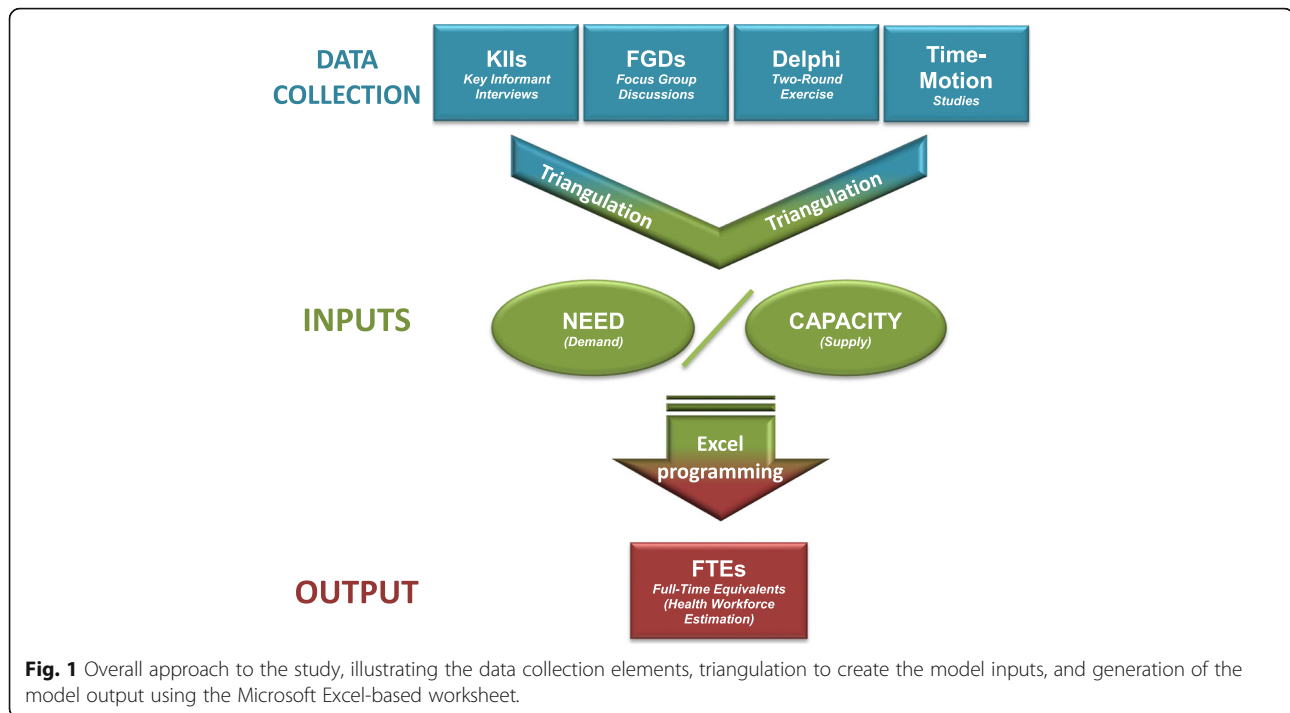 DATA
COLLECTION
KIIs
Key Informant
Interviews
FGDs
Focus Group
Discussions
Delphi
Two-Round
Exercise
Time-
Motion
Studies
Triangulation
Triangulation
INPUTS
NEED
(Demand)
CAPACITY
(Supply)
Excel
programming
OUTPUT
FTEs
Full-Time Equivalents
(Health Workforce
Estimation)
Fig. 1 Overall approach to the study, illustrating the data collection elements, triangulation to create the model inputs, and generation of the
model output using the Microsoft Excel-based worksheet.